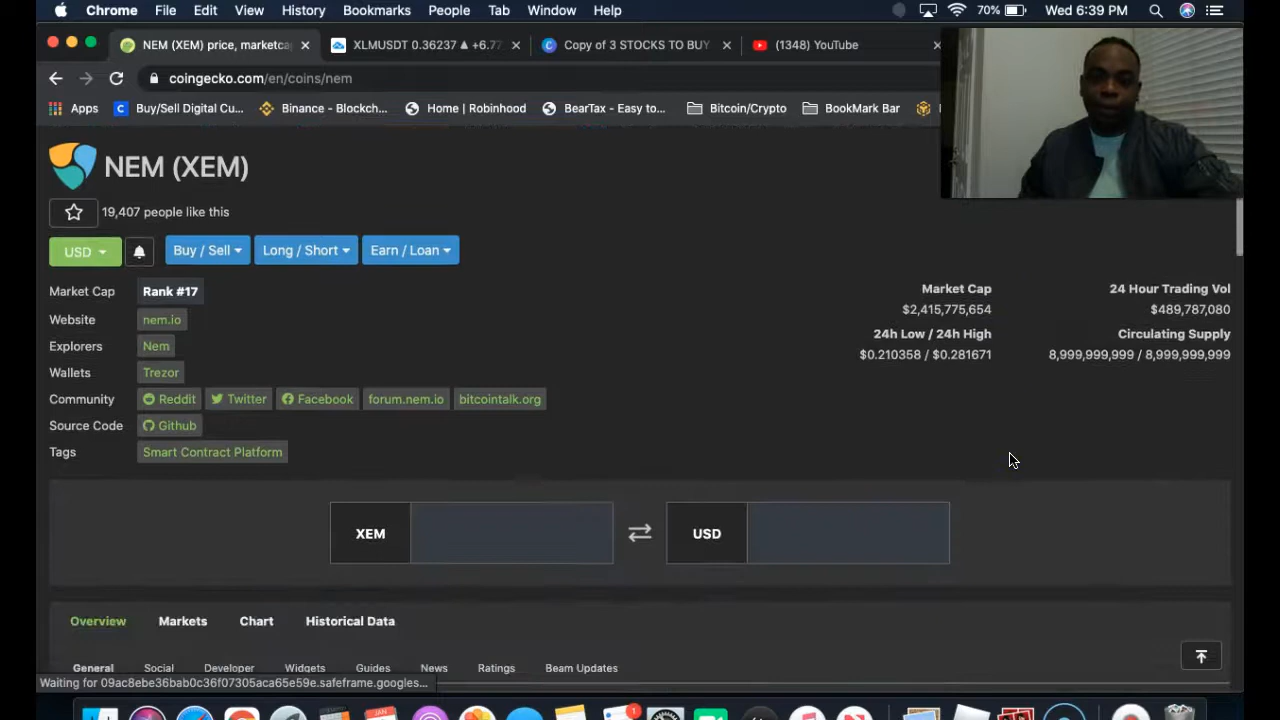 Chrome File Edit View History Bookmarks People Tab Window Help 70% Wed 6:39 PM
NEM (XEM) price, marketca XLMUSDT 0.36237 ▲ +6.77 Copy of 3 STOCKS TO BUY (1348) YouTube
coingecko.com/en/coins/nem
Apps Buy/Sell Digital Cu... Binance - Blockch... Home | Robinhood BearTax - Easy to... Bitcoin/Crypto BookMark Bar
NEM (XEM)
19,407 people like this
USD Buy / Sell Long / Short Earn / Loan
Market Cap Rank #17 Market Cap 24 Hour Trading Vol
$2,415,775,654 $489,787,080
Website nem.io 24h Low / 24h High Circulating Supply
Explorers Nem $0.210358 / $0.281671 8,999,999,999 / 8,999,999,999
Wallets Trezor
Community Reddit Twitter Facebook forum.nem.io bitcointalk.org
Source Code Github
Tags Smart Contract Platform
XEM USD
Overview Markets Chart Historical Data
General Social Developer Widgets Guides News Ratings Beam Updates
Waiting for 09ac8ebe36bab0c36f07305aca65e59e.safeframe.googles...
JAN 1